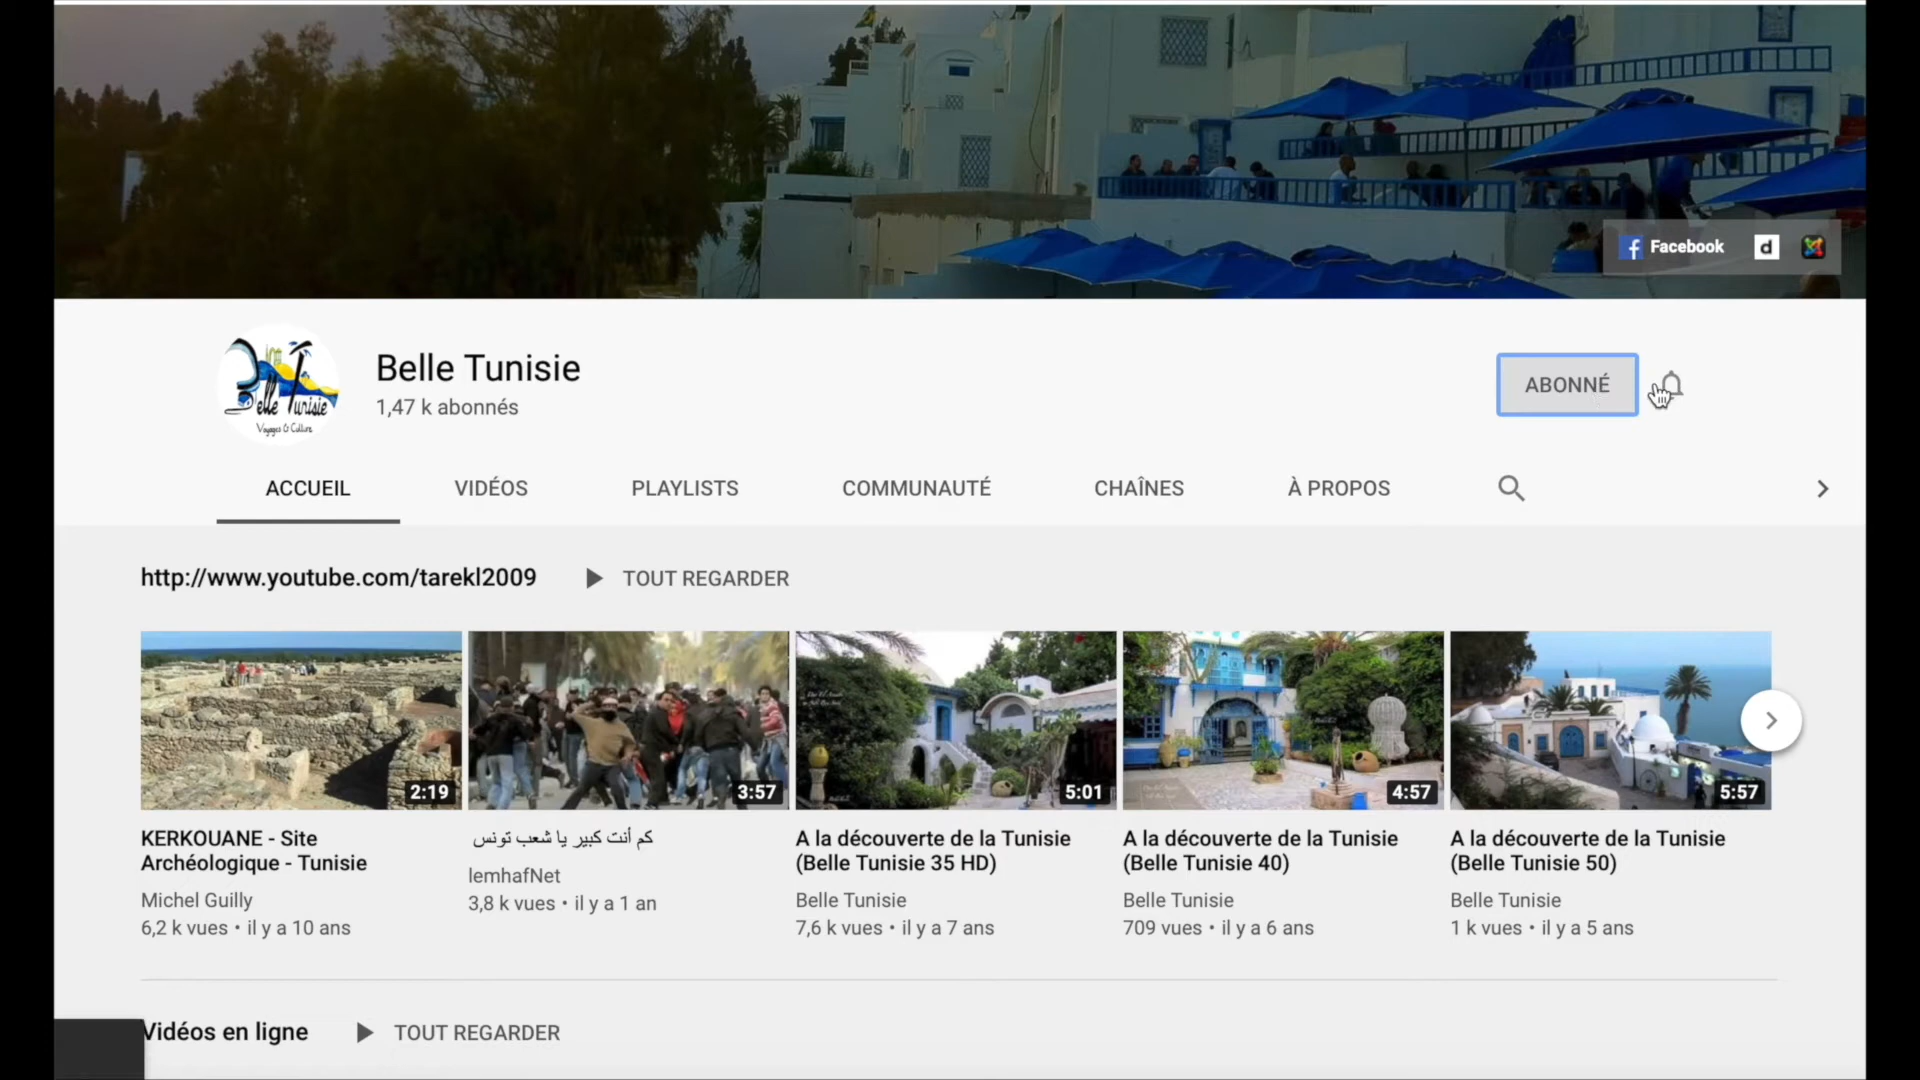 Facebook
d
Belle Tunisie
Voyages & Culture
Belle Tunisie
1,47 k abonnés
ABONNÉ
ACCUEIL VIDÉOS PLAYLISTS COMMUNAUTÉ CHAÎNES À PROPOS
http://www.youtube.com/tarekl2009 TOUT REGARDER
2:19 3:57 5:01 4:57 5:57
KERKOUANE - Site
Archéologique - Tunisie
Michel Guilly
6,2 k vues • il y a 10 ans
كم أنت كبير يا شعب تونس
lemhafNet
3,8 k vues • il y a 1 an
A la découverte de la Tunisie
(Belle Tunisie 35 HD)
Belle Tunisie
7,6 k vues • il y a 7 ans
A la découverte de la Tunisie
(Belle Tunisie 40)
Belle Tunisie
709 vues • il y a 6 ans
A la découverte de la Tunisie
(Belle Tunisie 50)
Belle Tunisie
1 k vues • il y a 5 ans
Vidéos en ligne TOUT REGARDER